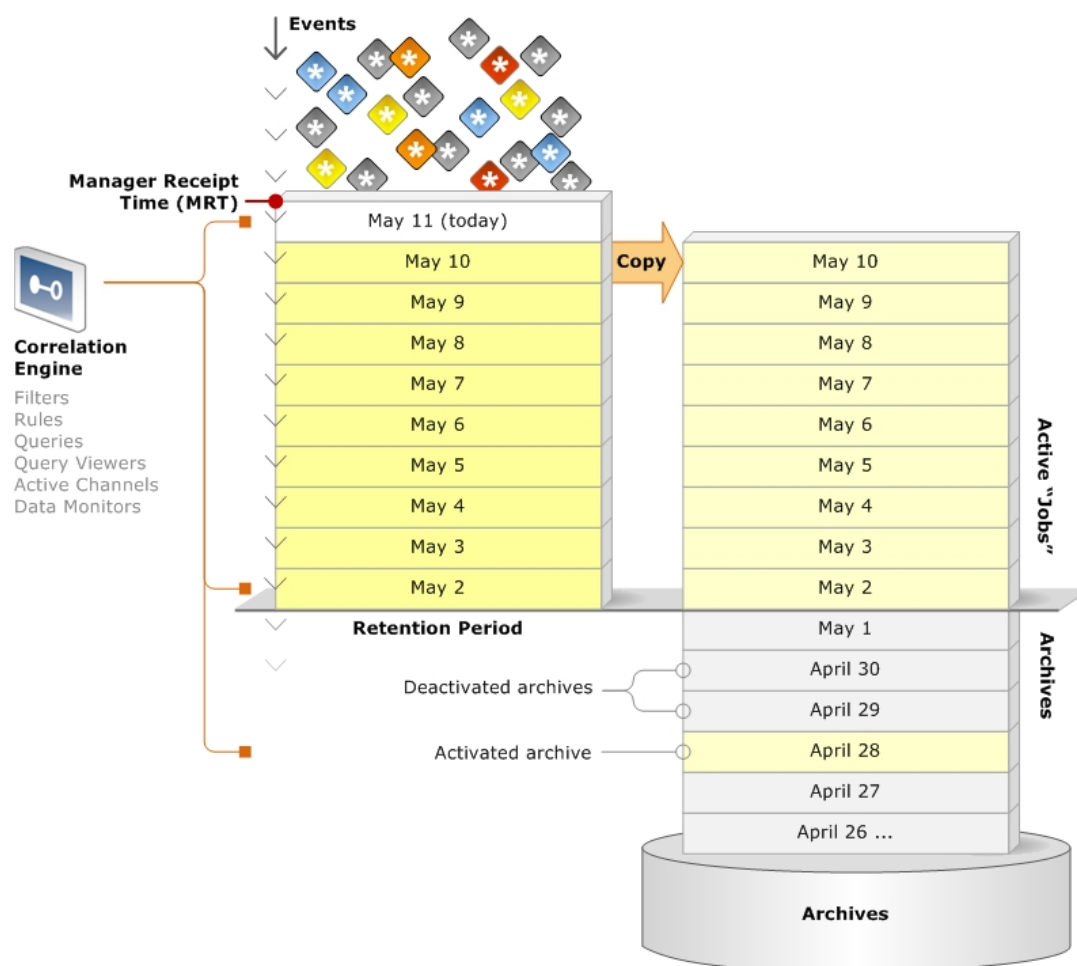 Events
Manager Receipt
Time (MRT)
May 11 (today)
May 10
May 9
May 8
May 7
May 6
May 5
May 4
May 3
May 2
Retention Period
Copy
Correlation
Engine
Filters
Rules
Queries
Query Viewers
Active Channels
Data Monitors
May 10
May 9
May 8
May 7
May 6
May 5
May 4
May 3
May 2
May 1
April 30
April 29
April 28
April 27
April 26 ...
Active “Jobs”
Archives
Deactivated archives
Activated archive
Archives